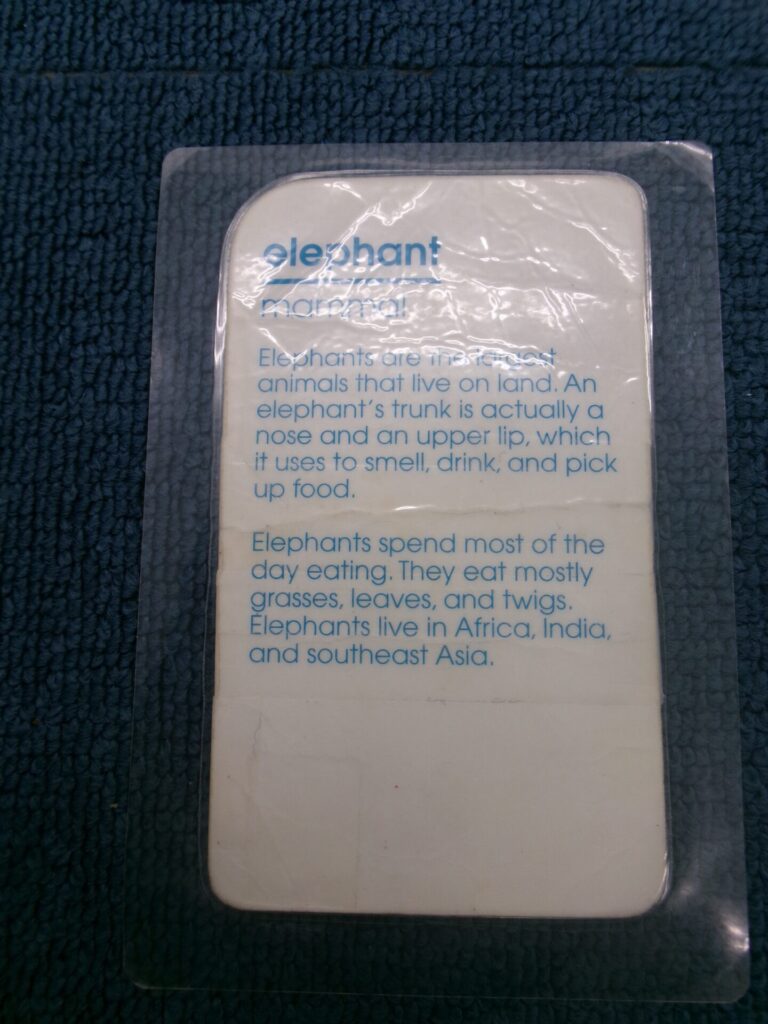 elephant
mammal
Elephants are the largest
animals that live on land. An
elephant's trunk is actually a
nose and an upper lip, which
it uses to smell, drink, and pick
up food.
Elephants spend most of the
day eating. They eat mostly
grasses, leaves, and twigs.
Elephants live in Africa, India,
and southeast Asia.